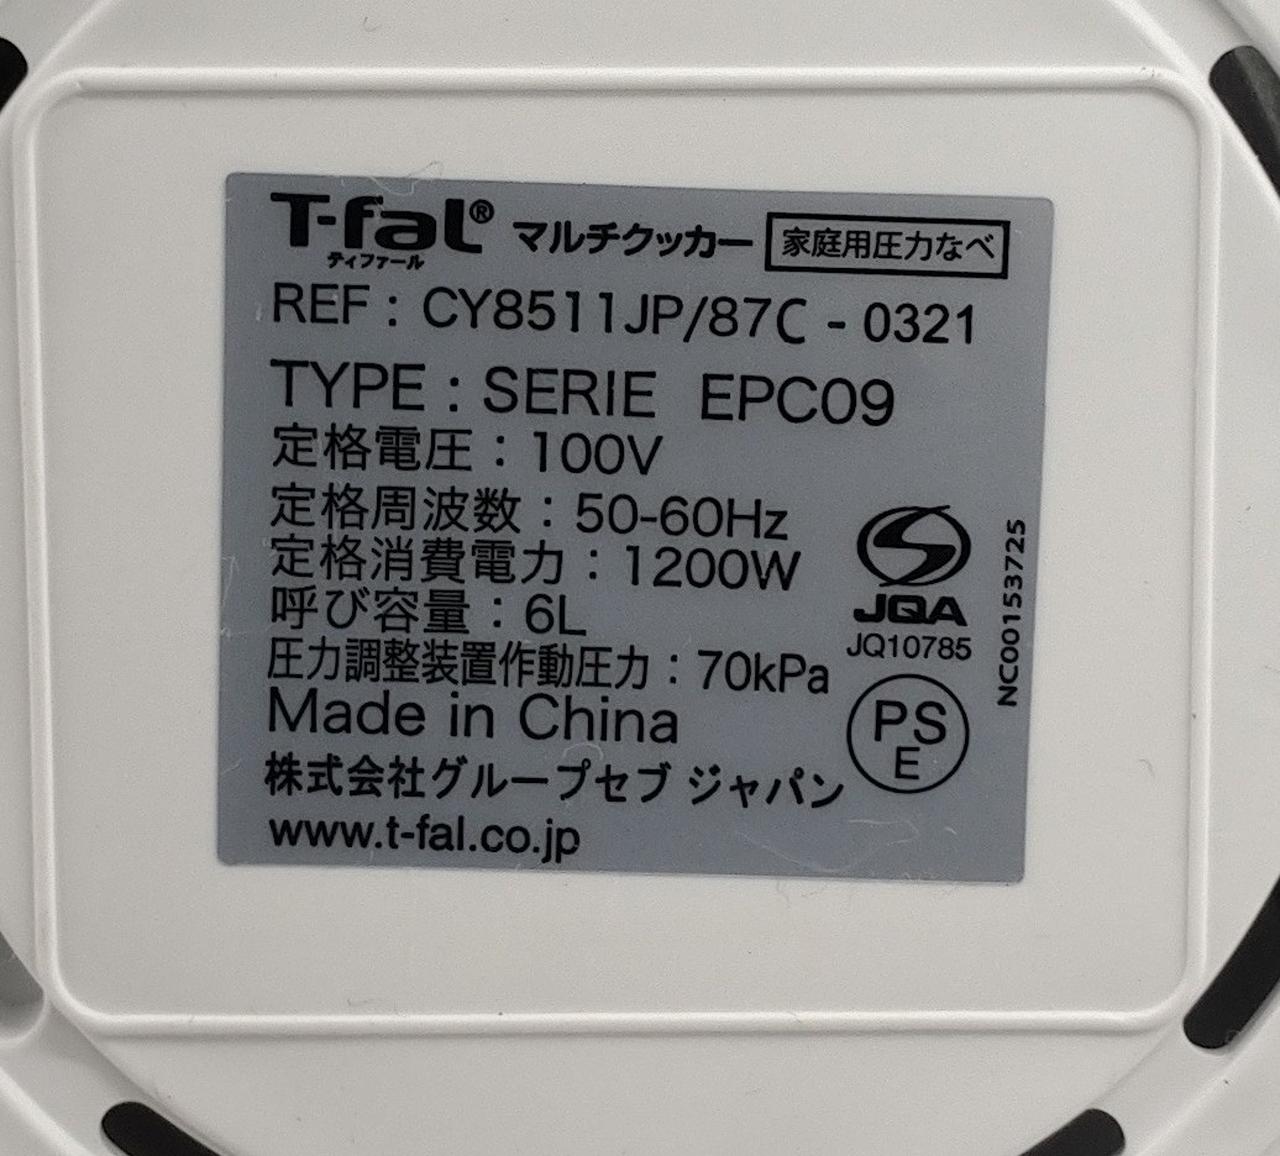 T-fal® マルチクッカー 家庭用圧力なべ
ティファール
REF : CY8511JP/87C - 0321
TYPE : SERIE EPC09
定格電圧 : 100V
定格周波数 : 50-60Hz
定格消費電力 : 1200W
呼び容量 : 6L
圧力調整装置作動圧力 : 70kPa
Made in China
株式会社グループセブ ジャパン
www.t-fal.co.jp
JQA
JQ10785
PS
E
NC00153725